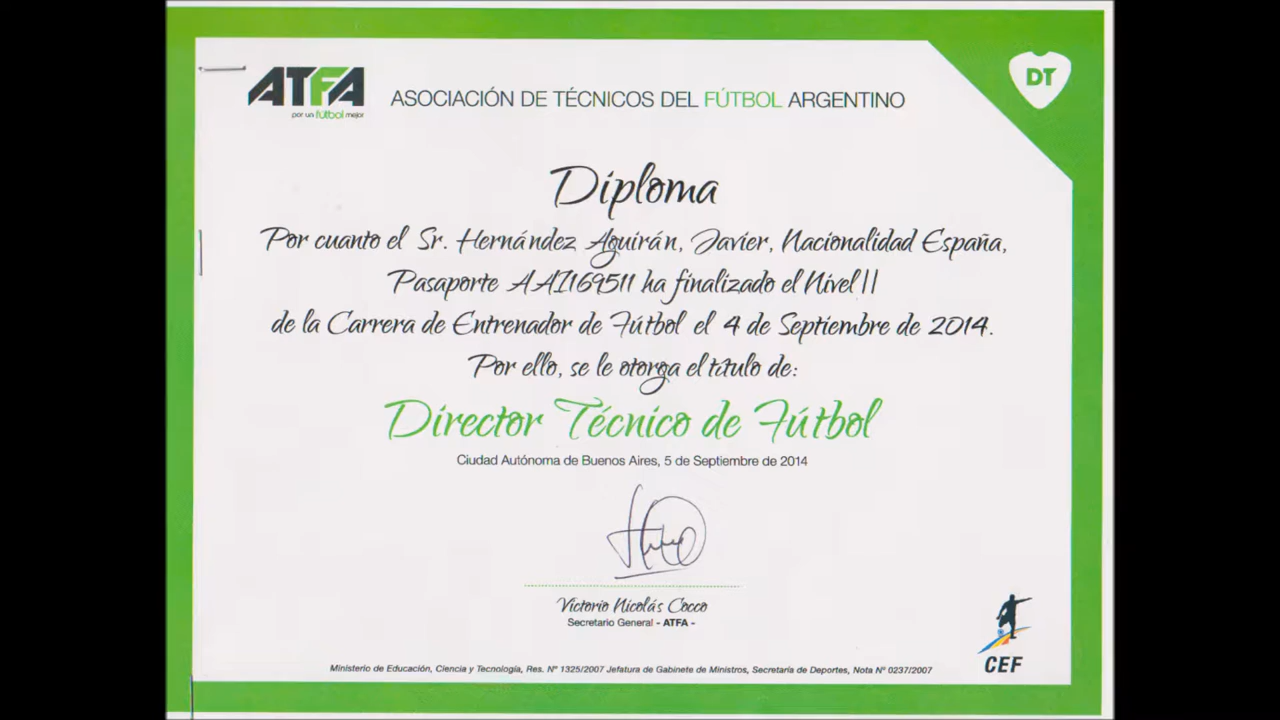 ATFA
por un fútbol mejor
ASOCIACIÓN DE TÉCNICOS DEL FÚTBOL ARGENTINO
DT
Diploma
Por cuanto el Sr. Hernández Aguirán, Javier, Nacionalidad España,
Pasaporte AAI169511 ha finalizado el Nivel II
de la Carrera de Entrenador de Fútbol el 4 de Septiembre de 2014.
Por ello, se le otorga el título de:
Director Técnico de Fútbol
Ciudad Autónoma de Buenos Aires, 5 de Septiembre de 2014
Victorio Nicolás Cocco
Secretario General - ATFA -
CEF
Ministerio de Educación, Ciencia y Tecnología, Res. Nº 1325/2007 Jefatura de Gabinete de Ministros, Secretaría de Deportes, Nota Nº 0237/2007